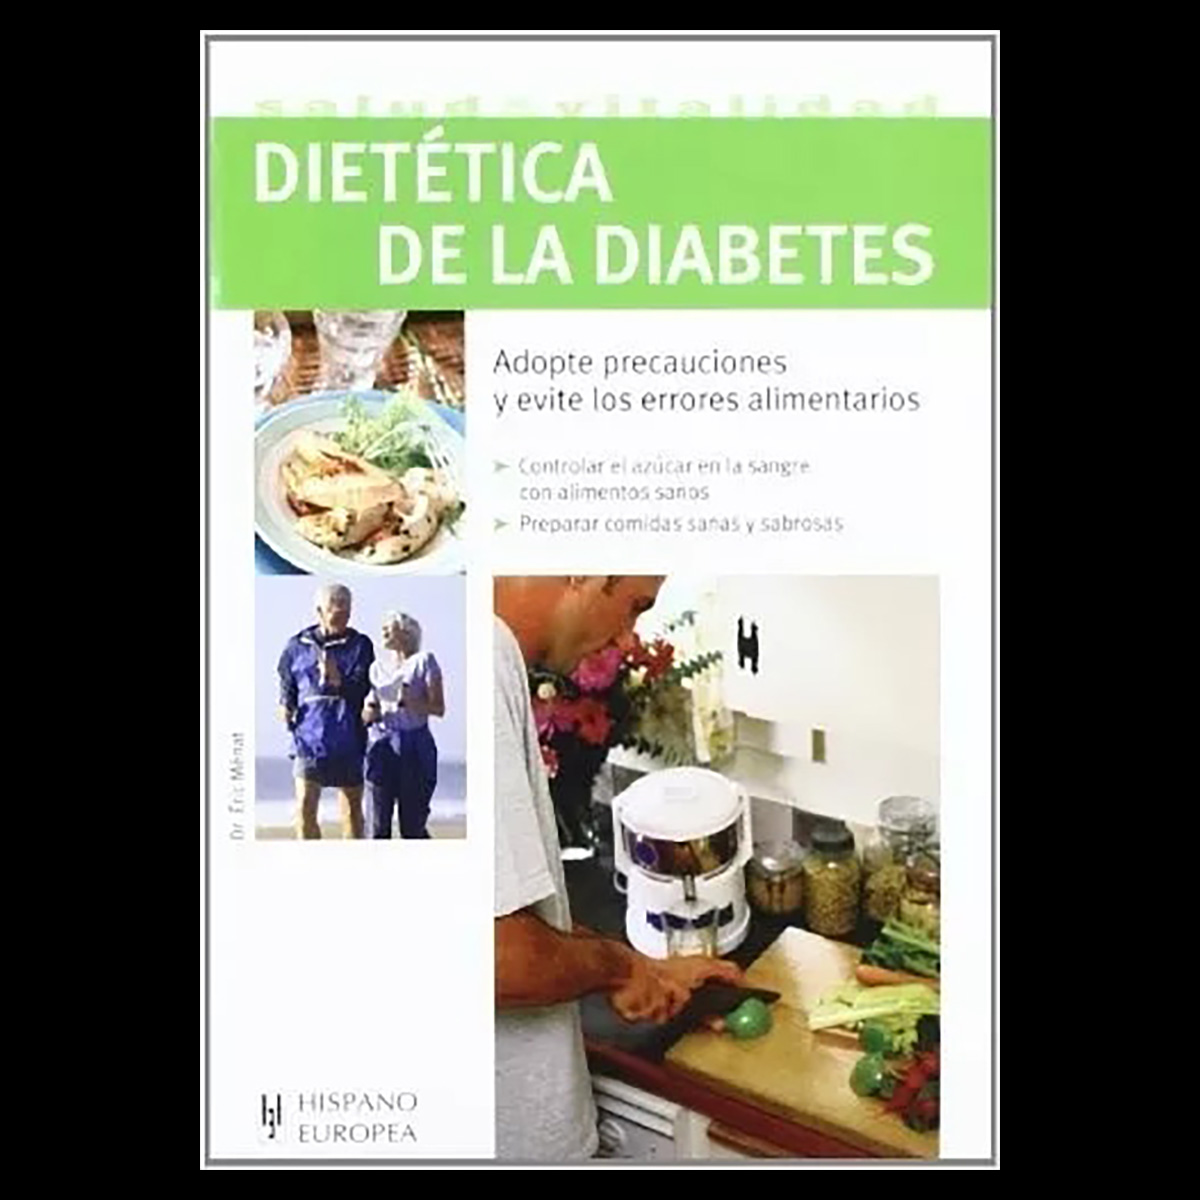 salud & vitalidad
DIETÉTICA
DE LA DIABETES
Adopte precauciones
y evite los errores alimentarios
➤ Controlar el azúcar en la sangre
con alimentos sanos
➤ Preparar comidas sanas y sabrosas
Dr. Éric Ménat
HISPANO
EUROPEA